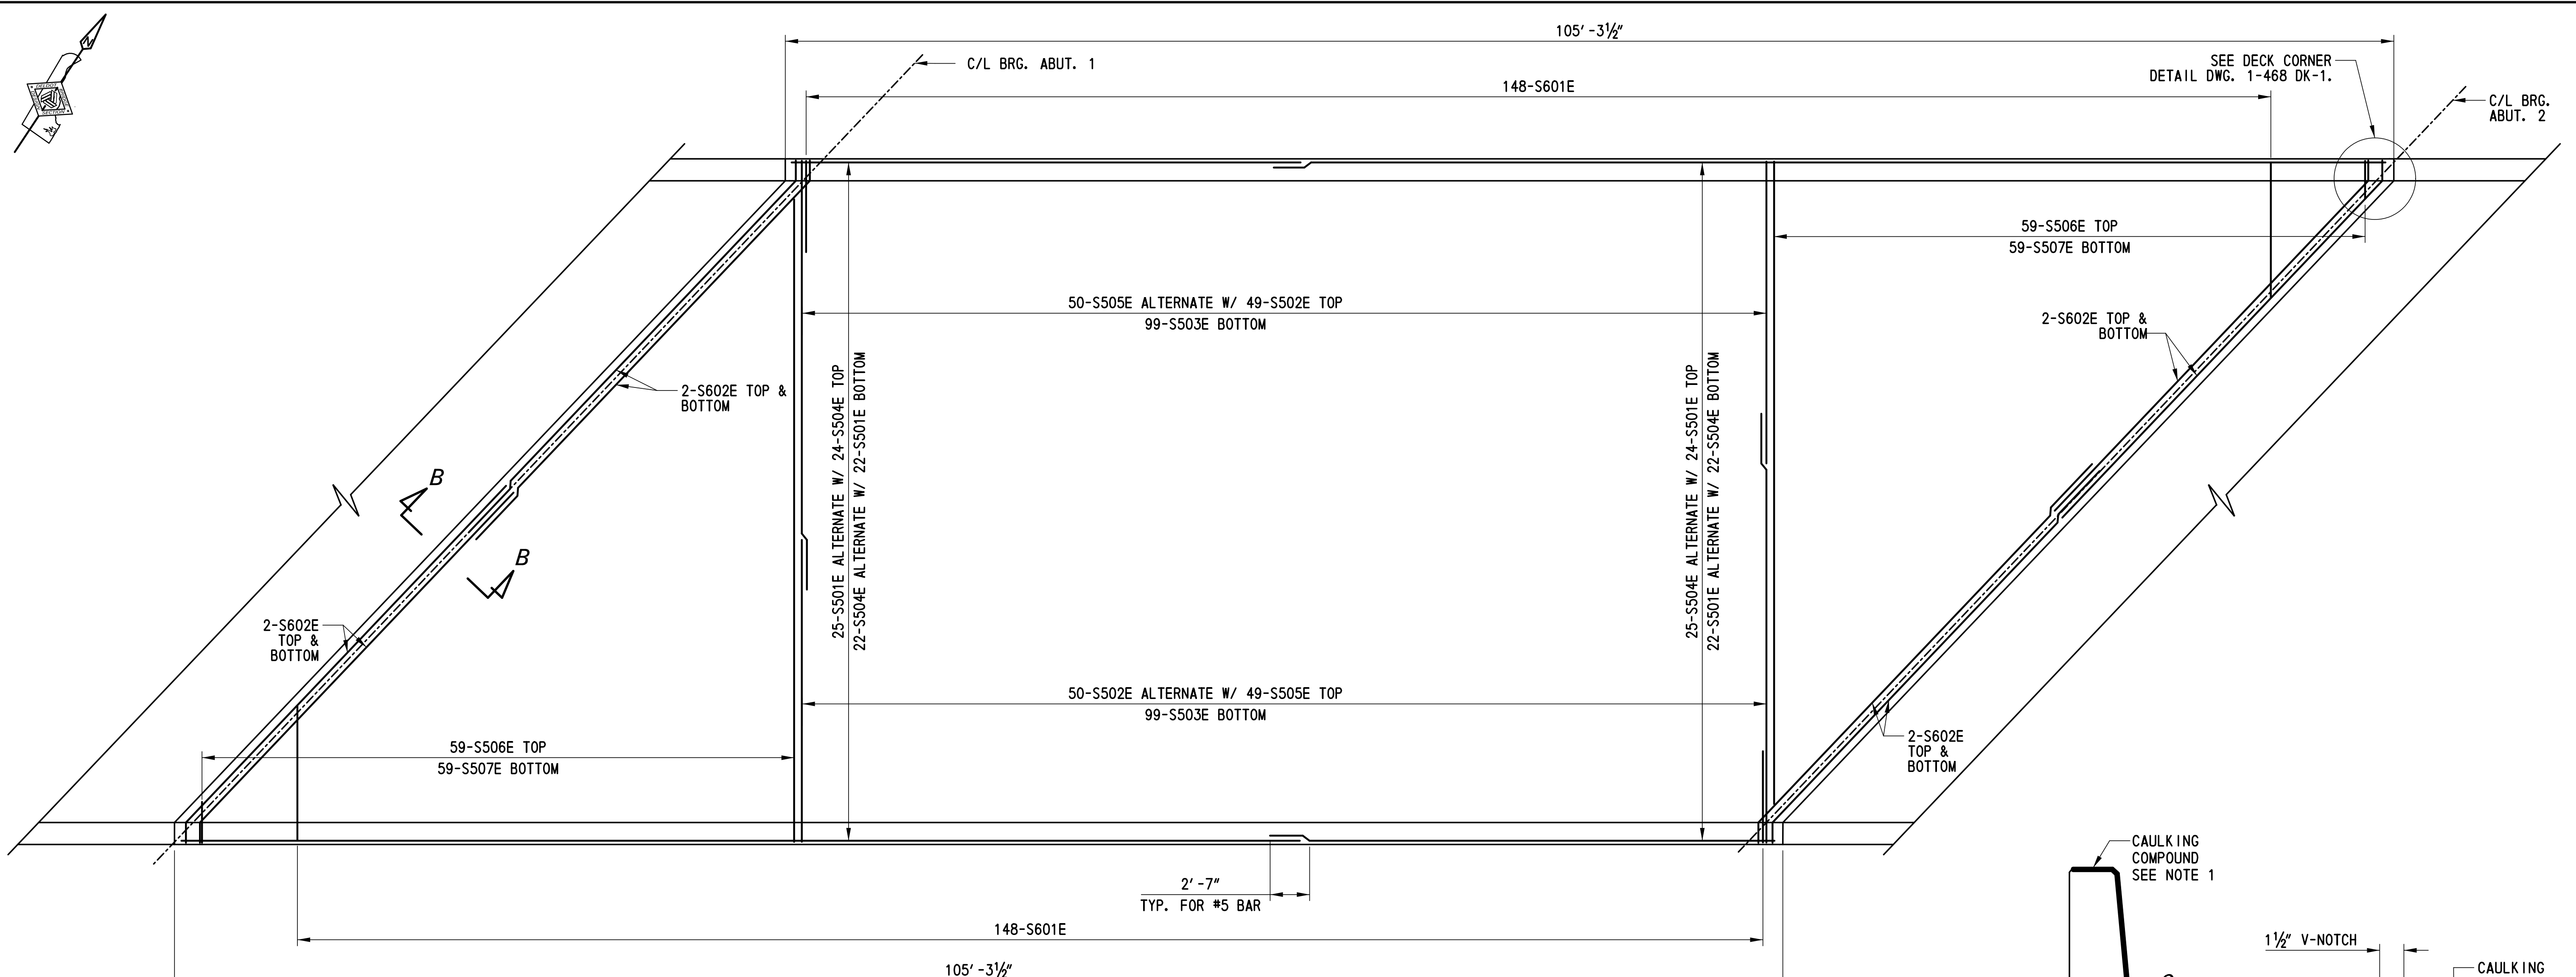 105'-3½"
C/L BRG. ABUT. 1
SEE DECK CORNER
DETAIL DWG. 1-468 DK-1.
148-S601E
C/L BRG.
ABUT. 2
N
59-S506E TOP
59-S507E BOTTOM
50-S505E ALTERNATE W/ 49-S502E TOP
99-S503E BOTTOM
2-S602E TOP &
BOTTOM
2-S602E TOP &
BOTTOM
25-S501E ALTERNATE W/ 24-S504E TOP
22-S504E ALTERNATE W/ 22-S501E BOTTOM
25-S504E ALTERNATE W/ 24-S501E TOP
22-S501E ALTERNATE W/ 22-S504E BOTTOM
B
B
2-S602E
TOP &
BOTTOM
50-S502E ALTERNATE W/ 49-S505E TOP
99-S503E BOTTOM
59-S506E TOP
59-S507E BOTTOM
2-S602E
TOP &
BOTTOM
CAULKING
COMPOUND
SEE NOTE 1
2'-7"
TYP. FOR #5 BAR
148-S601E
1½" V-NOTCH
105'-3½"
CAULKING